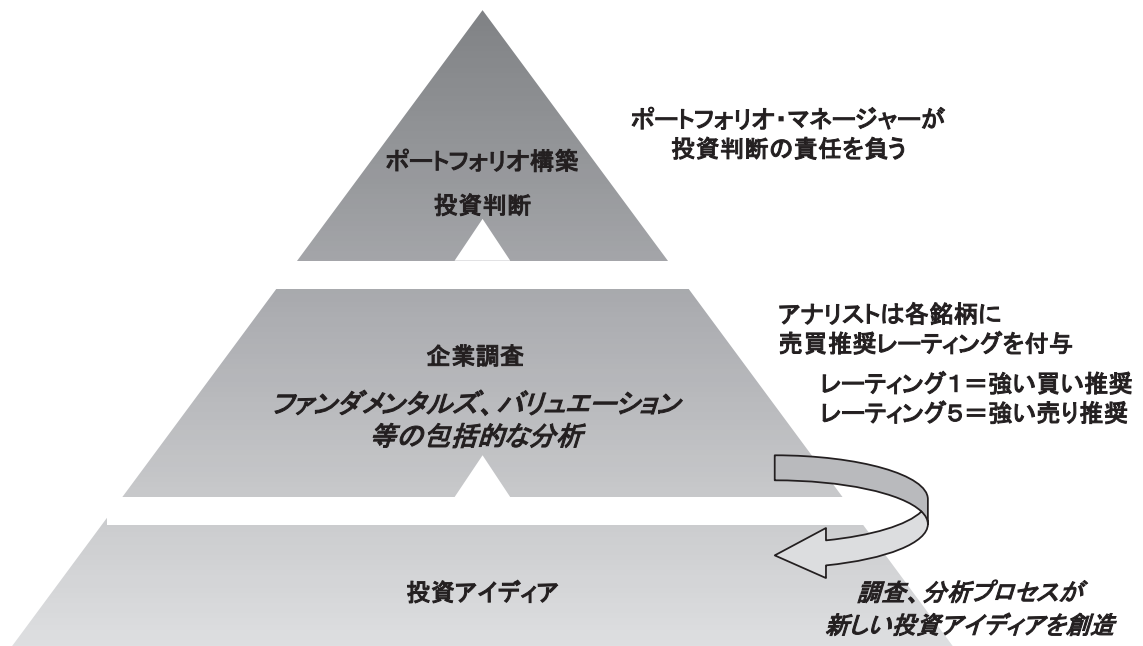 ポートフォリオ構築
投資判断
ポートフォリオ・マネージャーが
投資判断の責任を負う
企業調査
ファンダメンタルズ、バリュエーション
等の包括的な分析
アナリストは各銘柄に
売買推奨レーティングを付与
レーティング1=強い買い推奨
レーティング5=強い売り推奨
投資アイディア
調査、分析プロセスが
新しい投資アイディアを創造